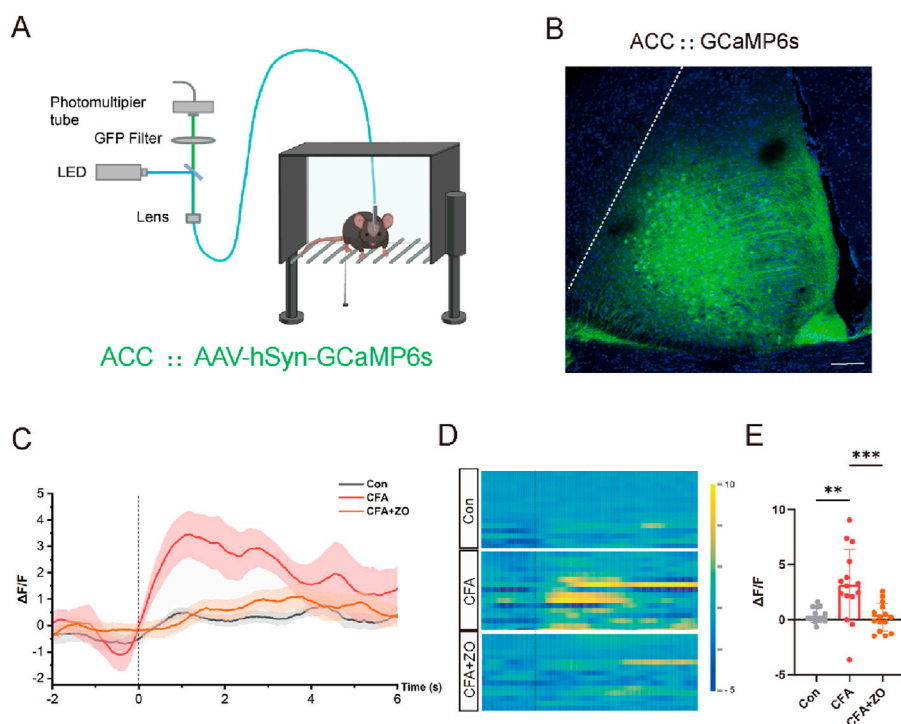 A
Photomultipier
tube
GFP Filter
LED
Lens
ACC :: AAV-hSyn-GCaMP6s
B
ACC :: GCaMP6s
C
Con
CFA
CFA+ZO
ΔF/F
5
4
3
2
1
0
-1
-2
-2
0
2
4
6
Time (s)
D
Con
CFA
CFA+ZO
10
- 5
E
***
**
ΔF/F
10
5
0
-5
Con
CFA
CFA+ZO